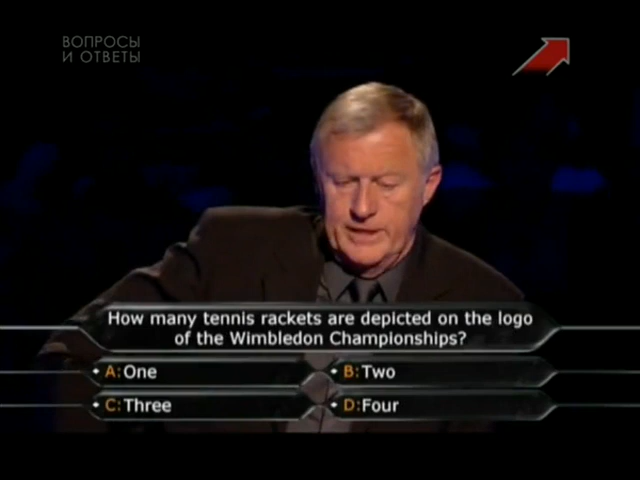 ВОПРОСЫ
И ОТВЕТЫ
How many tennis rackets are depicted on the logo
of the Wimbledon Championships?
A: One
B: Two
C: Three
D: Four